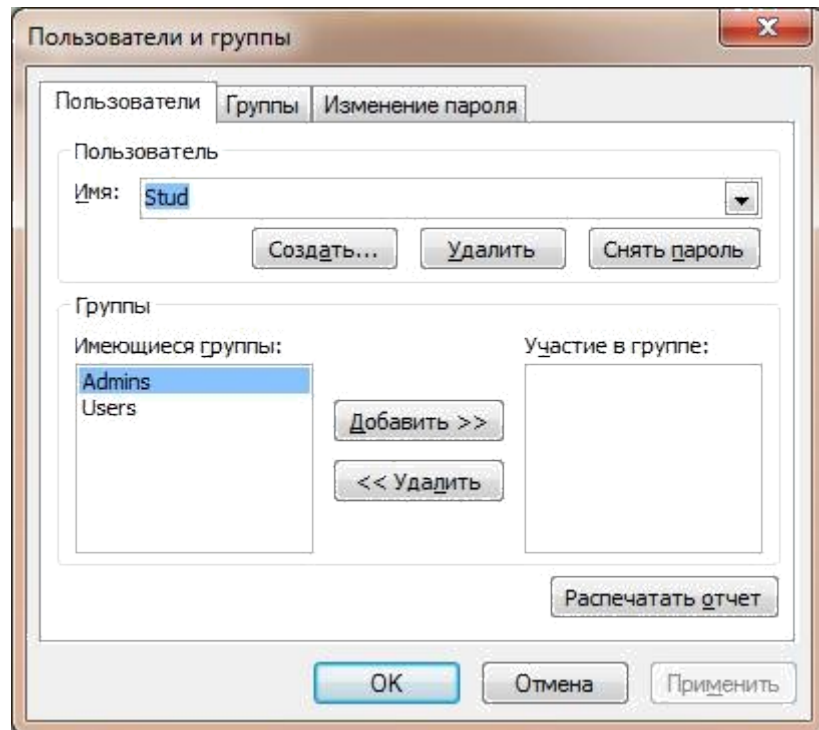 Пользователи и группы
Пользователи Группы Изменение пароля
Пользователь
Имя: Stud
Создать... Удалить Снять пароль
Группы
Имеющиеся группы: Участие в группе:
Admins
Users
Добавить >>
<< Удалить
Распечатать отчет
OK Отмена Применить